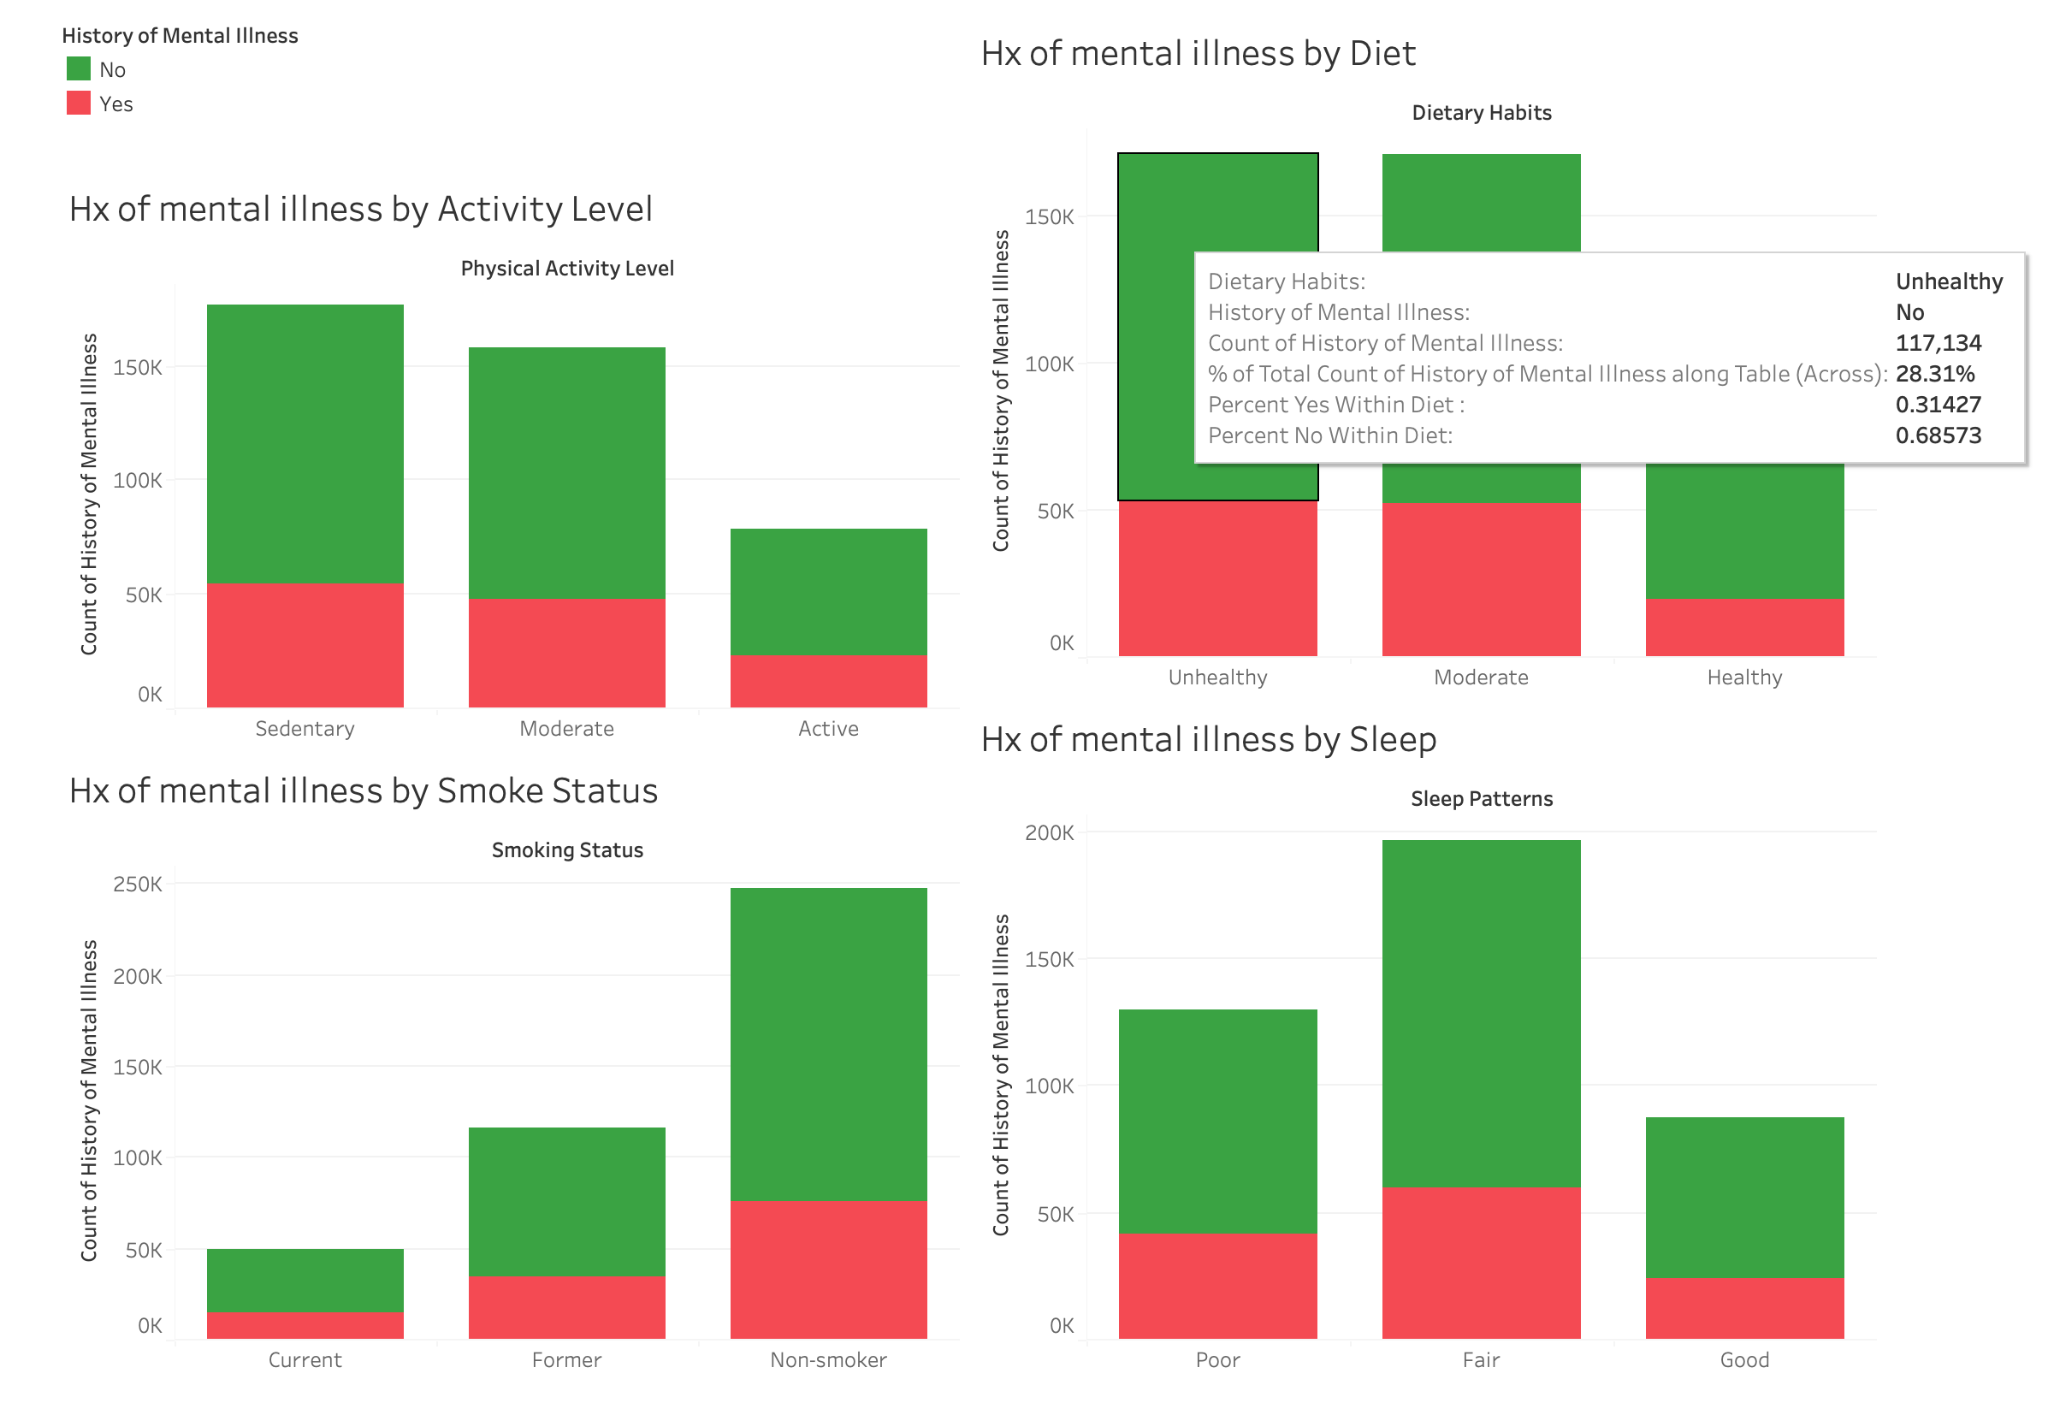 History of Mental Illness
No
Yes
Hx of mental illness by Activity Level
Physical Activity Level
Count of History of Mental Illness
150K
100K
50K
0K
Sedentary
Moderate
Active
Hx of mental illness by Diet
Dietary Habits
Count of History of Mental Illness
150K
100K
50K
0K
Dietary Habits: Unhealthy
History of Mental Illness: No
Count of History of Mental Illness: 117,134
% of Total Count of History of Mental Illness along Table (Across): 28.31%
Percent Yes Within Diet : 0.31427
Percent No Within Diet: 0.68573
Unhealthy
Moderate
Healthy
Hx of mental illness by Smoke Status
Smoking Status
Count of History of Mental Illness
250K
200K
150K
100K
50K
0K
Current
Former
Non-smoker
Hx of mental illness by Sleep
Sleep Patterns
Count of History of Mental Illness
200K
150K
100K
50K
0K
Poor
Fair
Good